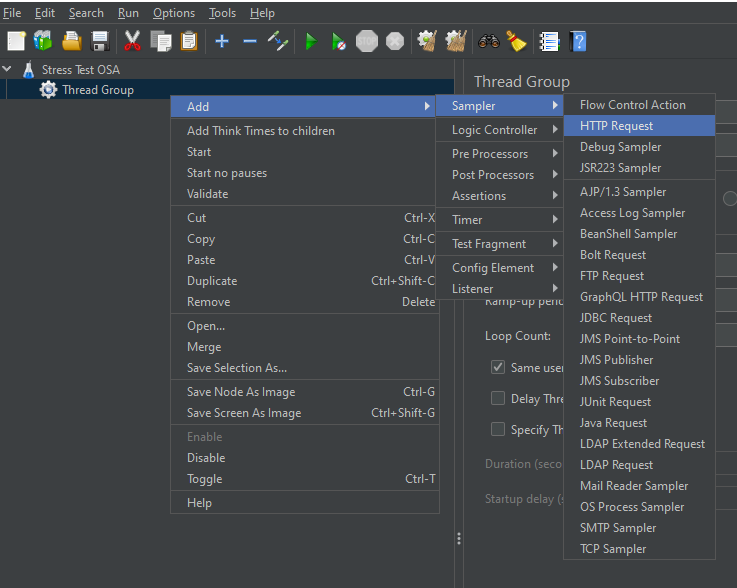 File Edit Search Run Options Tools Help
Stress Test OSA
Thread Group
Add
Add Think Times to children
Start
Start no pauses
Validate
Cut Ctrl-X
Copy Ctrl-C
Paste Ctrl-V
Duplicate Ctrl+Shift-C
Remove Delete
Open...
Merge
Save Selection As...
Save Node As Image Ctrl-G
Save Screen As Image Ctrl+Shift-G
Enable
Disable
Toggle Ctrl-T
Help
Sampler
Logic Controller
Pre Processors
Post Processors
Assertions
Timer
Test Fragment
Config Element
Listener
Flow Control Action
HTTP Request
Debug Sampler
JSR223 Sampler
AJP/1.3 Sampler
Access Log Sampler
BeanShell Sampler
Bolt Request
FTP Request
GraphQL HTTP Request
JDBC Request
JMS Point-to-Point
JMS Publisher
JMS Subscriber
JUnit Request
Java Request
LDAP Extended Request
LDAP Request
Mail Reader Sampler
OS Process Sampler
SMTP Sampler
TCP Sampler
Thread Group
Ramp-up
Loop Count:
Same
Delay
Specify
Duration
Startup delay